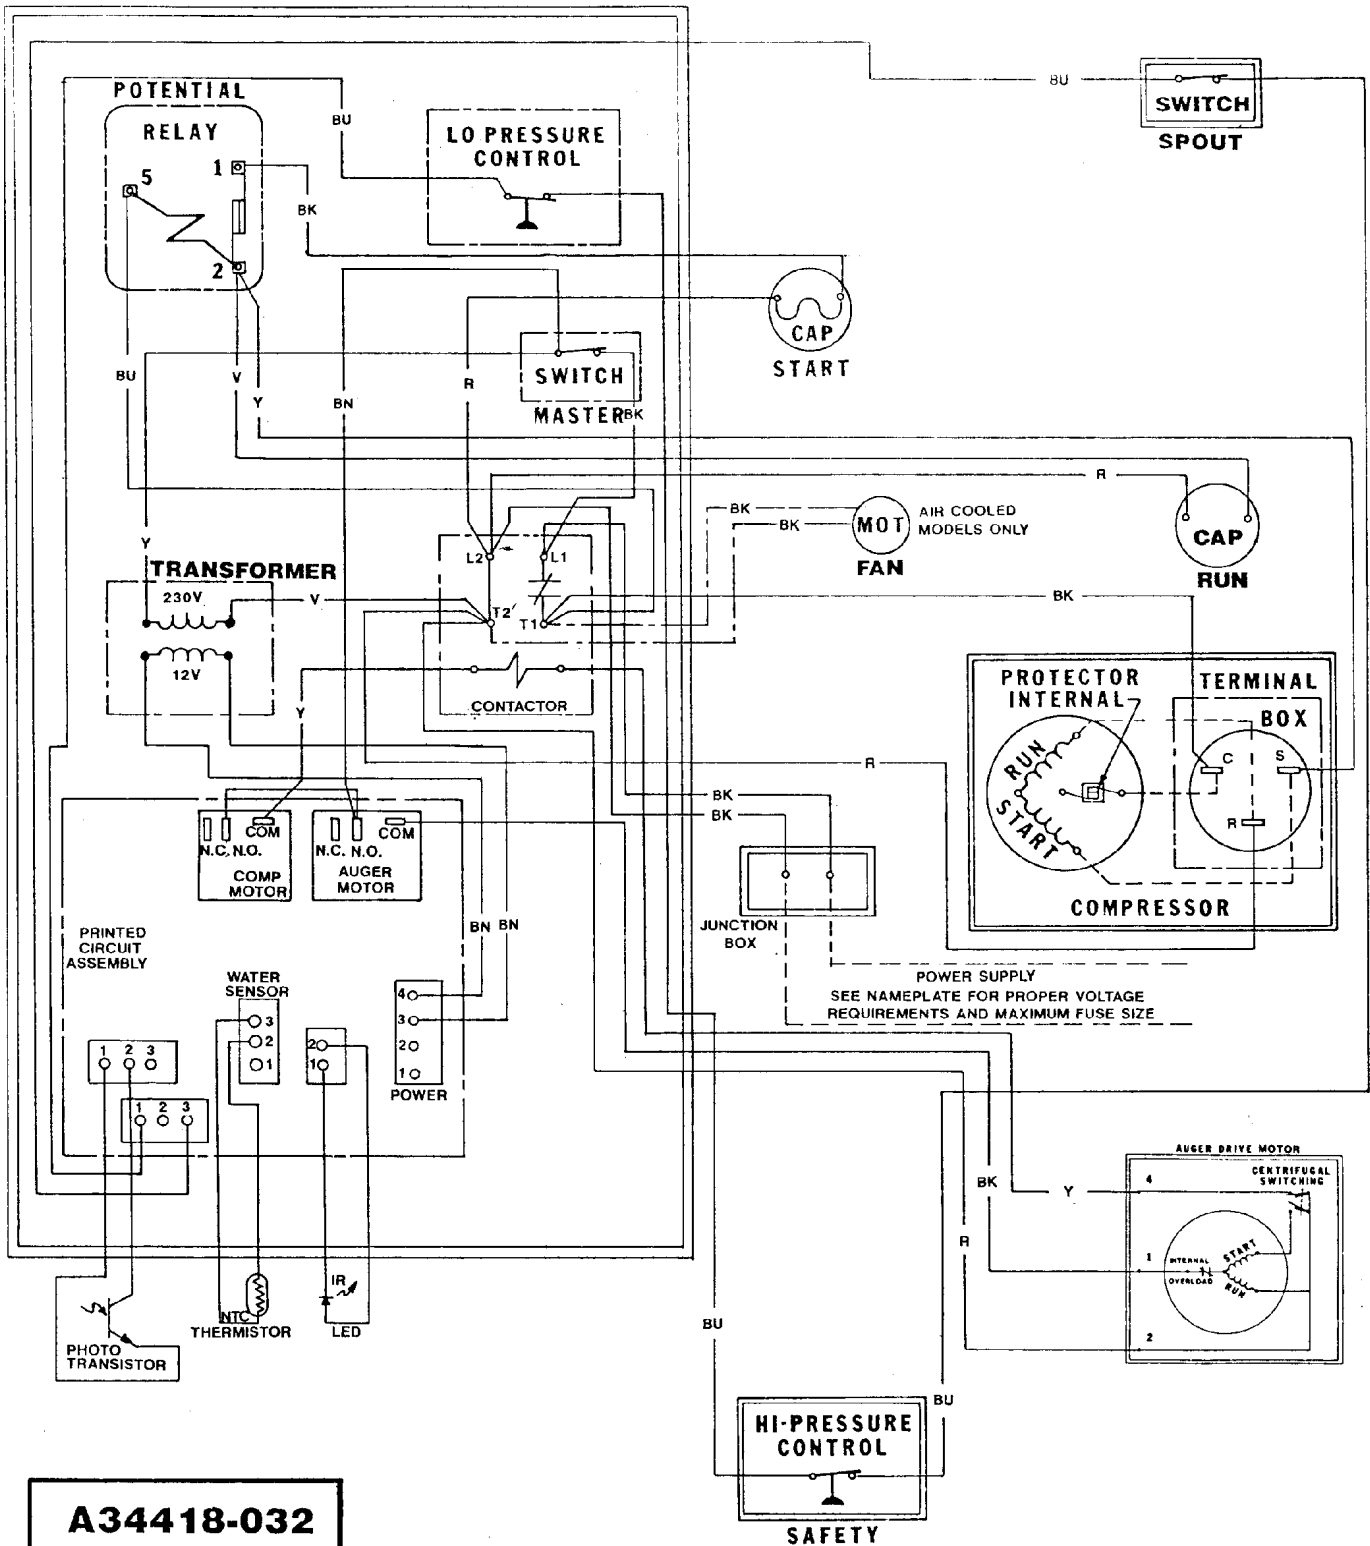 BU
SWITCH
SPOUT
POTENTIAL
RELAY
1
5
2
BU
LO PRESSURE
CONTROL
BK
CAP
START
SWITCH
MASTER
BK
BU
V
Y
BN
R
R
CAP
RUN
BK
BK
MOT
AIR COOLED
MODELS ONLY
FAN
Y
TRANSFORMER
230V
12V
V
L2
L1
T2
T1
CONTACTOR
BK
Y
PROTECTOR
INTERNAL
TERMINAL
BOX
RUN
START
C
S
R
COMPRESSOR
R
BK
BK
JUNCTION
BOX
COM
N.C. N.O.
COMP
MOTOR
COM
N.C. N.O.
AUGER
MOTOR
BN BN
PRINTED
CIRCUIT
ASSEMBLY
WATER
SENSOR
3
2
1
2
1
4
3
2
1
POWER
1 2 3
1 2 3
POWER SUPPLY
SEE NAMEPLATE FOR PROPER VOLTAGE
REQUIREMENTS AND MAXIMUM FUSE SIZE
AUGER DRIVE MOTOR
CENTRIFUGAL
SWITCHING
4
1
2
INTERNAL
OVERLOAD
START
RUN
BK
Y
R
PHOTO
TRANSISTOR
NTC
THERMISTOR
IR
LED
BU
BU
HI-PRESSURE
CONTROL
SAFETY
A34418-032